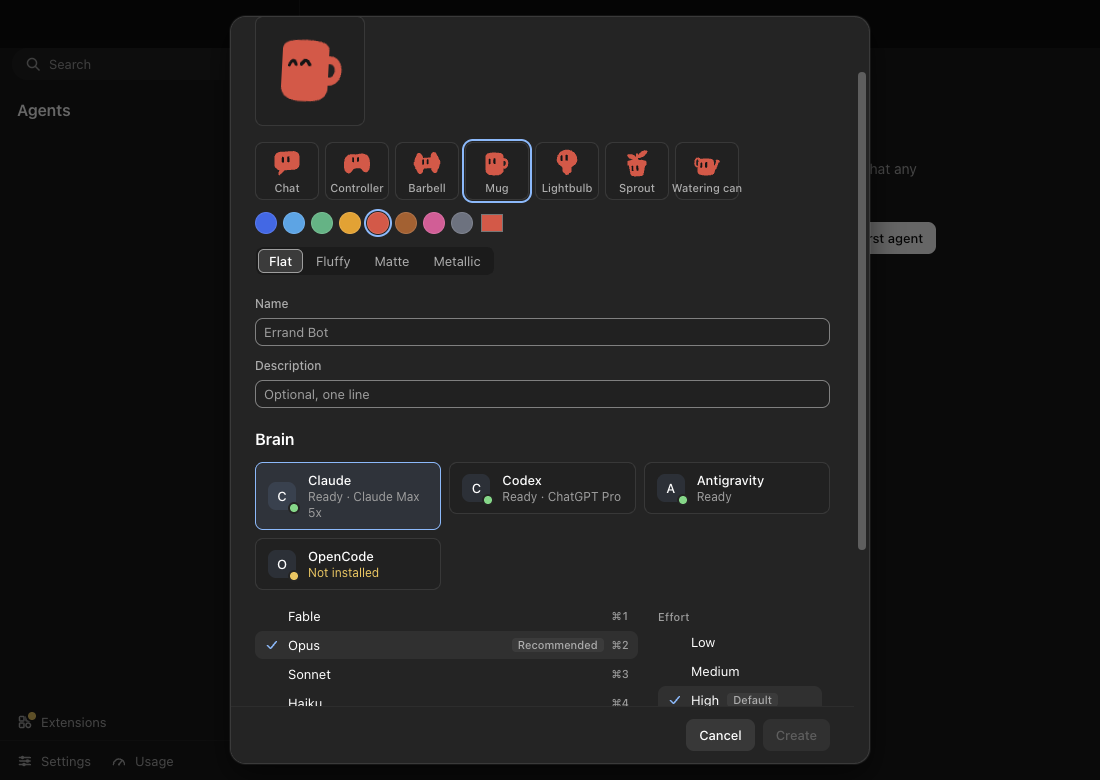 Search
Agents
Chat
Controller
Barbell
Mug
Lightbulb
Sprout
Watering can
Flat
Fluffy
Matte
Metallic
Name
Errand Bot
Description
Optional, one line
Brain
C
Claude
Ready · Claude Max
5x
C
Codex
Ready · ChatGPT Pro
A
Antigravity
Ready
O
OpenCode
Not installed
Fable ⌘1
Opus Recommended ⌘2
Sonnet ⌘3
Haiku ⌘4
Effort
Low
Medium
High Default
Cancel
Create
any
agent
Extensions
Settings
Usage